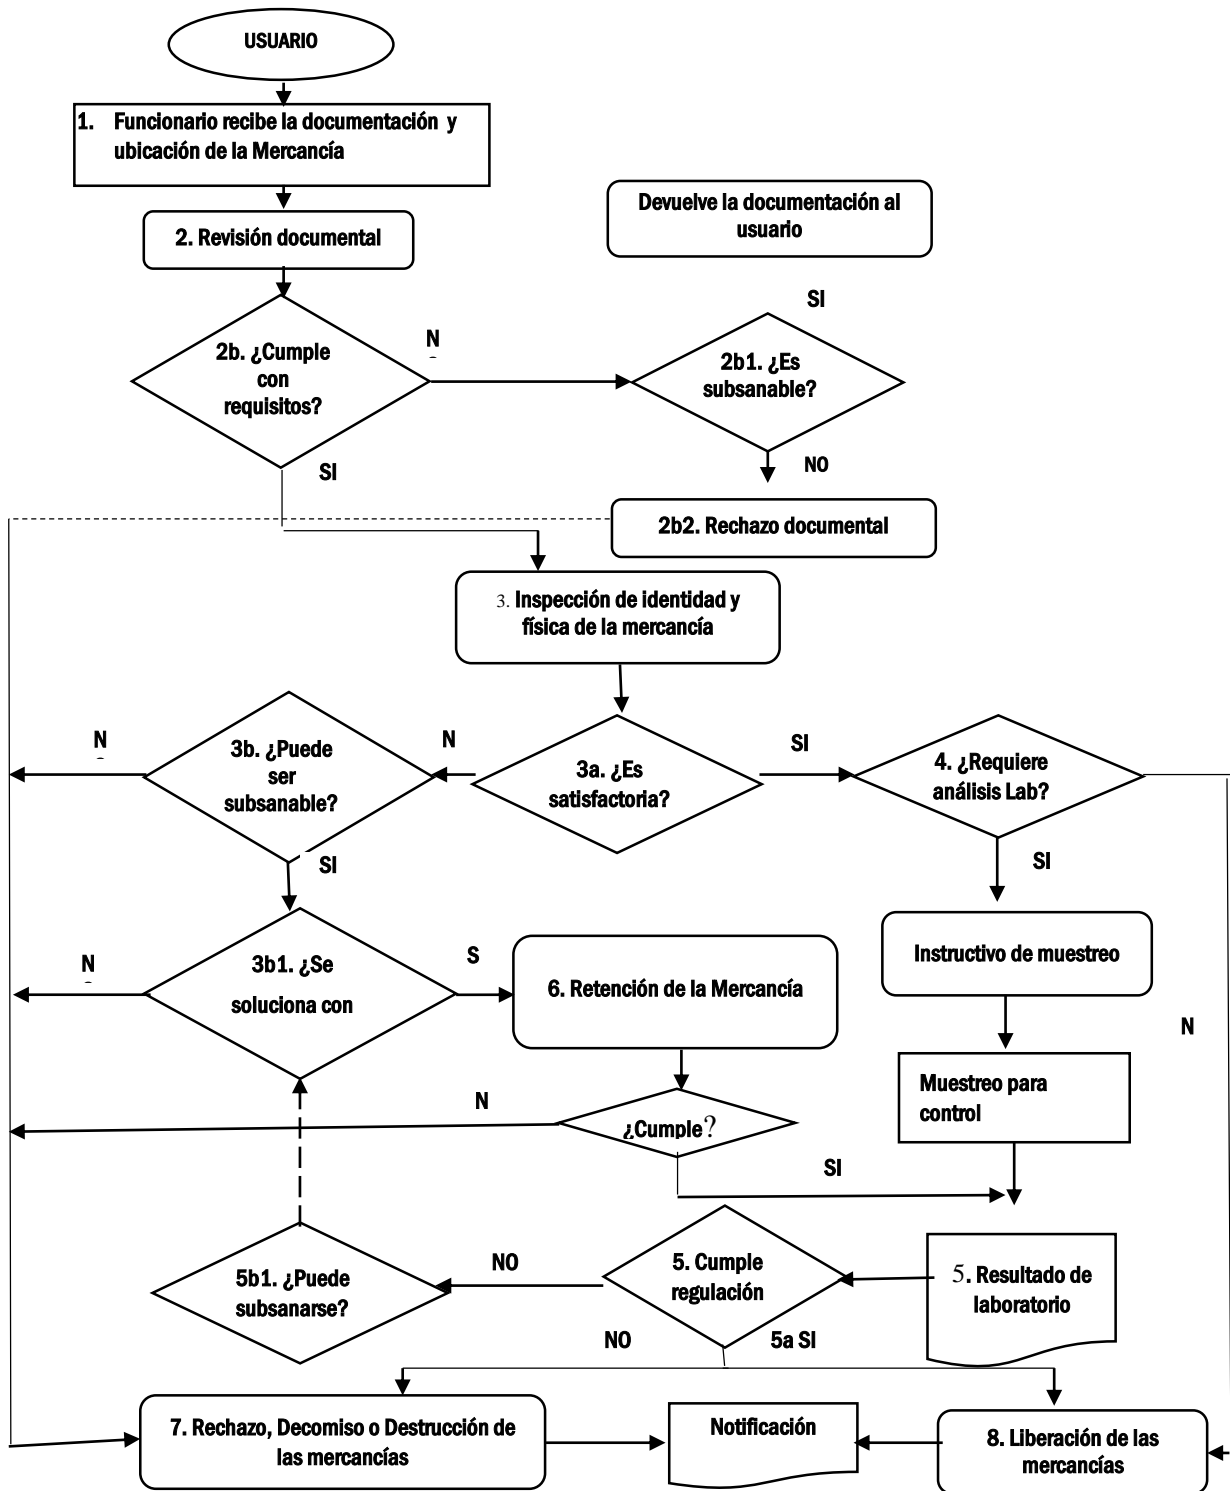 USUARIO
1. Funcionario recibe la documentación y
ubicación de la Mercancía
Devuelve la documentación al
usuario
2. Revisión documental
SI
N
2b. ¿Cumple
con
requisitos?
2b1. ¿Es
subsanable?
SI
NO
2b2. Rechazo documental
3. Inspección de identidad y
física de la mercancía
N
3b. ¿Puede
ser
subsanable?
N
3a. ¿Es
satisfactoria?
SI
4. ¿Requiere
análisis Lab?
SI
SI
N
3b1. ¿Se
soluciona con
S
6. Retención de la Mercancía
Instructivo de muestreo
N
Muestreo para
control
N
¿Cumple?
SI
5b1. ¿Puede
subsanarse?
NO
5. Cumple
regulación
5. Resultado de
laboratorio
NO
5a SI
7. Rechazo, Decomiso o Destrucción de
las mercancías
Notificación
8. Liberación de las
mercancías